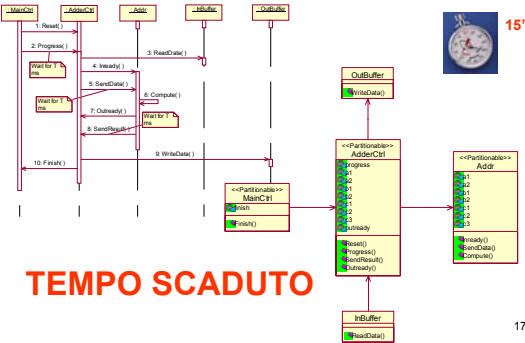 : MainCtrl
: AdderCtrl
: Addr
: InBuffer
: OutBuffer
1: Reset( )
2: Progress( )
3: ReadData( )
Wait for T
ms
4: Inready( )
5: SendData( )
Wait for T
ms
6: Compute( )
7: Outready( )
Wait for T
ms
8: SendResult( )
9: WriteData( )
10: Finish( )
15’
OutBuffer
WriteData()
<<Partitionable>>
MainCtrl
finish
Finish()
<<Partitionable>>
AdderCtrl
progress
a1
a2
b1
b2
c1
c2
c3
outready
Reset()
Progress()
SendResult()
Outready()
<<Partitionable>>
Addr
a1
a2
b1
b2
c1
c2
c3
Inready()
SendData()
Compute()
InBuffer
ReadData()
TEMPO SCADUTO
17